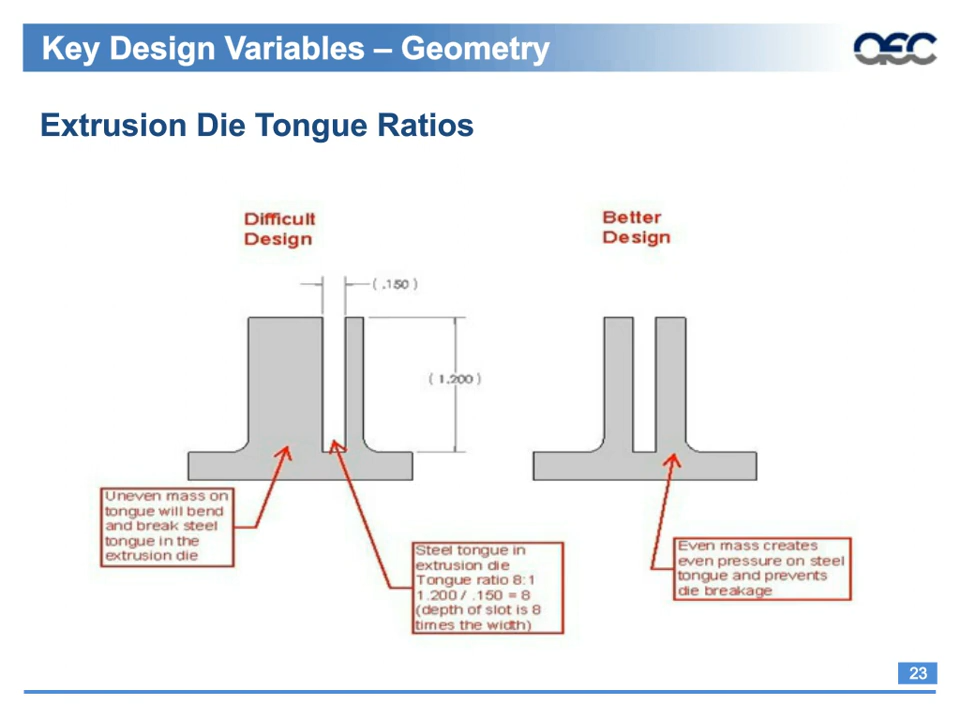 Key Design Variables – Geometry
AEC
Extrusion Die Tongue Ratios
Difficult
Design
Better
Design
( .150 )
( 1.200 )
Uneven mass on
tongue will bend
and break steel
tongue in the
extrusion die
Steel tongue in
extrusion die
Tongue ratio 8:1
1.200 / .150 = 8
(depth of slot is 8
times the width)
Even mass creates
even pressure on steel
tongue and prevents
die breakage
23